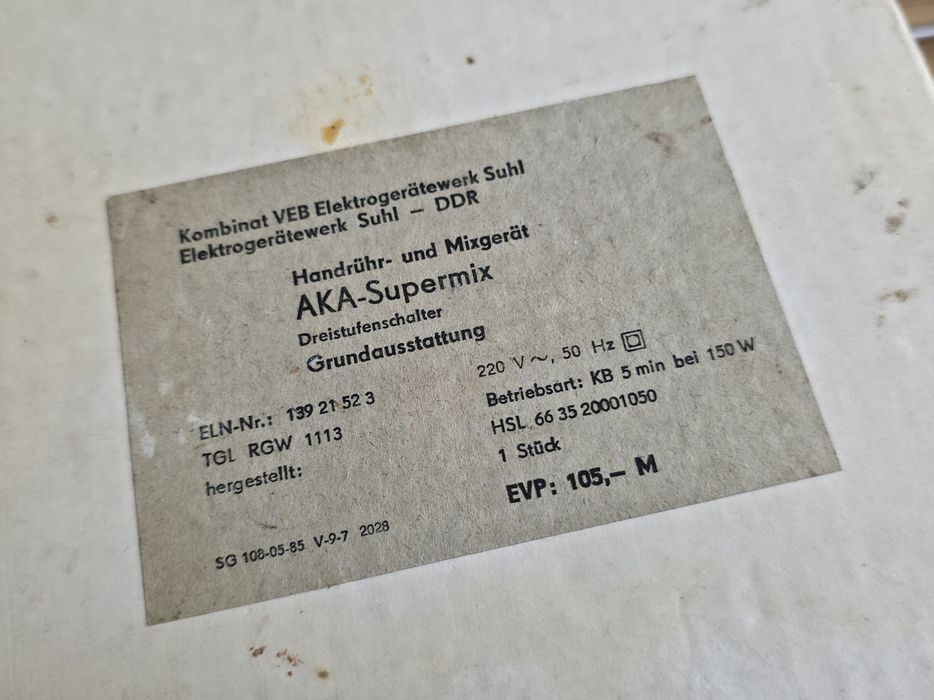 Kombinat VEB Elektrogerätewerk Suhl
Elektrogerätewerk Suhl – DDR
Handrühr- und Mixgerät
AKA-Supermix
Dreistufenschalter
Grundausstattung
ELN-Nr.: 139 21 52 3
TGL RGW 1113
hergestellt:
220 V ~, 50 Hz
Betriebsart: KB 5 min bei 150 W
HSL 66 35 20001050
1 Stück
EVP: 105,– M
SG 108-05-85 V-9-7 2028